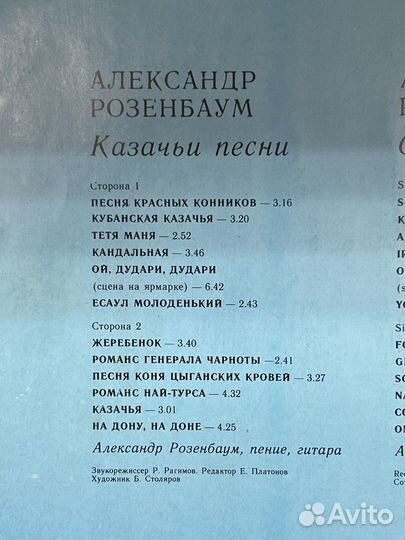 АЛЕКСАНДР
РОЗЕНБАУМ
Казачьи песни
Сторона 1
ПЕСНЯ КРАСНЫХ КОННИКОВ — 3.16
КУБАНСКАЯ КАЗАЧЬЯ — 3.20
ТЕТЯ МАНЯ — 2.52
КАНДАЛЬНАЯ — 3.46
ОЙ, ДУДАРИ, ДУДАРИ
(сцена на ярмарке) — 6.42
ЕСАУЛ МОЛОДЕНЬКИЙ — 2.43
Сторона 2
ЖЕРЕБЕНОК — 3.40
РОМАНС ГЕНЕРАЛА ЧАРНОТЫ —2.41
ПЕСНЯ КОНЯ ЦЫГАНСКИХ КРОВЕЙ — 3.27
РОМАНС НАЙ-ТУРСА — 4.32
КАЗАЧЬЯ — 3.01
НА ДОНУ, НА ДОНЕ — 4.25
Александр Розенбаум, пение, гитара
Звукорежиссер Р. Рагимов. Редактор Е. Платонов
Художник Б. Столяров
Avito